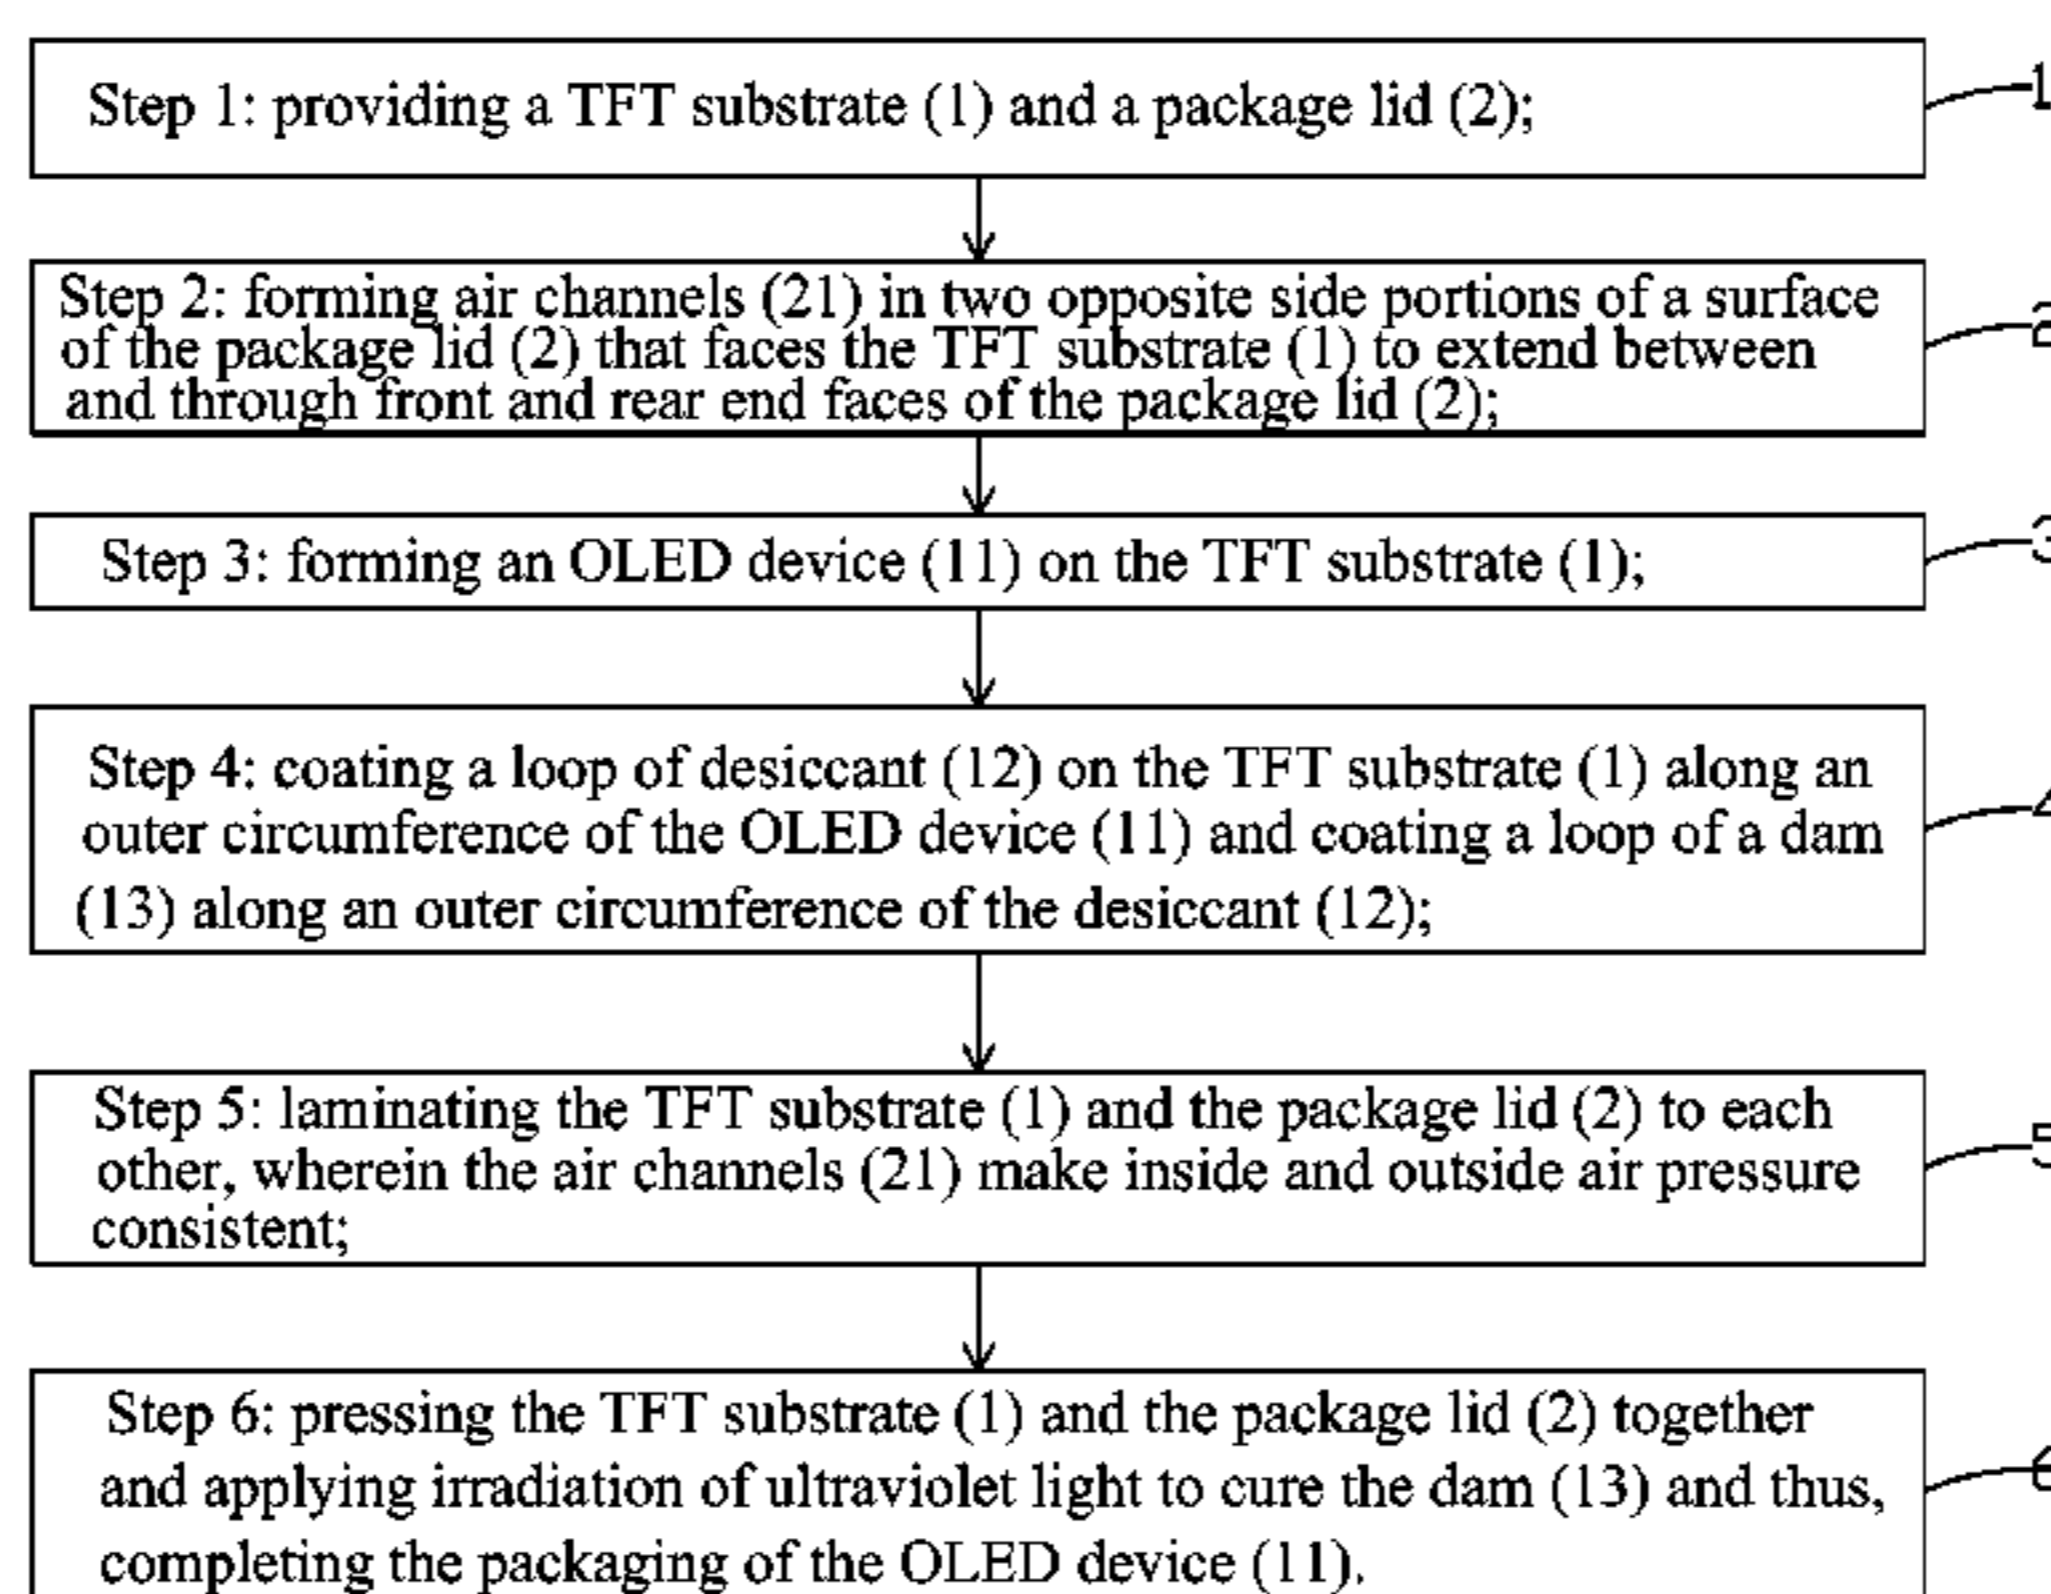 Step 1: providing a TFT substrate (1) and a package lid (2);
1
Step 2: forming air channels (21) in two opposite side portions of a surface
of the package lid (2) that faces the TFT substrate (1) to extend between
and through front and rear end faces of the package lid (2);
2
Step 3: forming an OLED device (11) on the TFT substrate (1);
3
Step 4: coating a loop of desiccant (12) on the TFT substrate (1) along an
outer circumference of the OLED device (11) and coating a loop of a dam
(13) along an outer circumference of the desiccant (12);
4
Step 5: laminating the TFT substrate (1) and the package lid (2) to each
other, wherein the air channels (21) make inside and outside air pressure
consistent;
5
Step 6: pressing the TFT substrate (1) and the package lid (2) together
and applying irradiation of ultraviolet light to cure the dam (13) and thus,
completing the packaging of the OLED device (11).
6